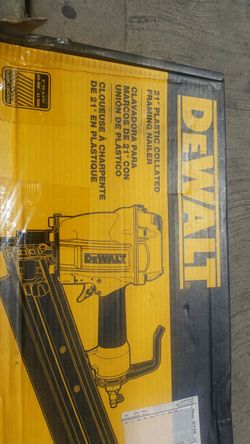 DEWALT
21° PLASTIC COLLATED
FRAMING NAILER
CLAVADORA PARA
MARCOS DE 21° CON
UNIÓN DE PLÁSTICO
CLOUEUSE À CHARPENTE
DE 21° EN PLASTIQUE
DEWALT